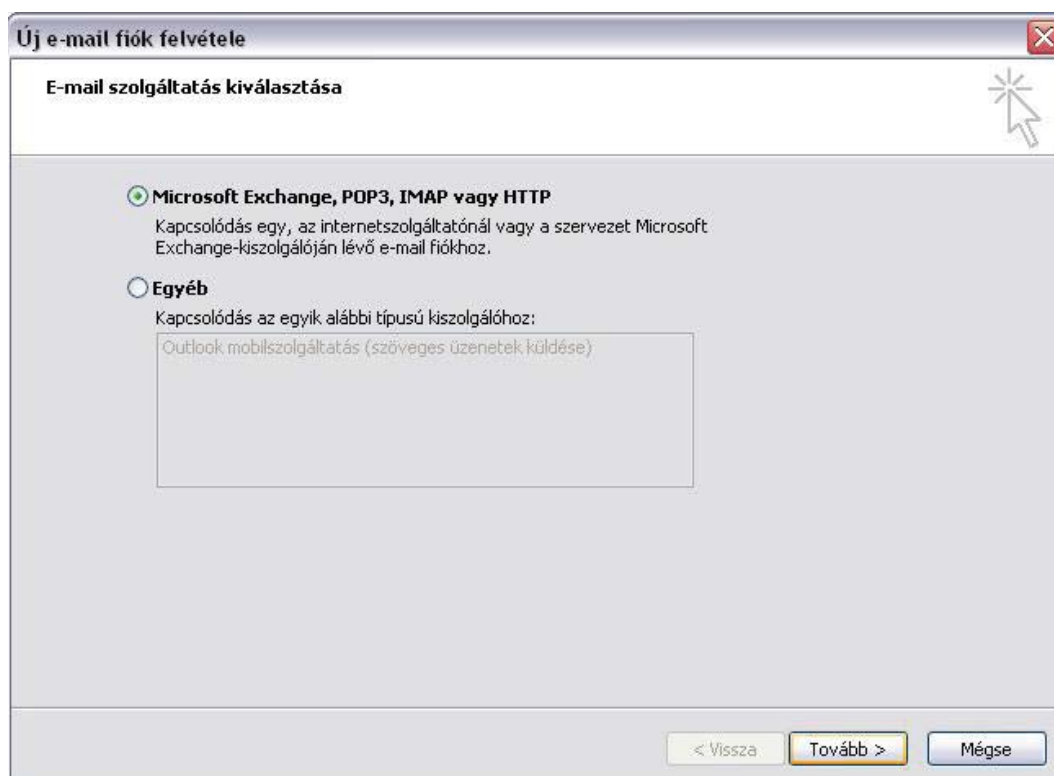 Új e-mail fiók felvétele
E-mail szolgáltatás kiválasztása
Microsoft Exchange, POP3, IMAP vagy HTTP
Kapcsolódás egy, az internetszolgáltatónál vagy a szervezet Microsoft
Exchange-kiszolgálóján lévő e-mail fiókhoz.
Egyéb
Kapcsolódás az egyik alábbi típusú kiszolgálóhoz:
Outlook mobilszolgáltatás (szöveges üzenetek küldése)
< Vissza Tovább > Mégse